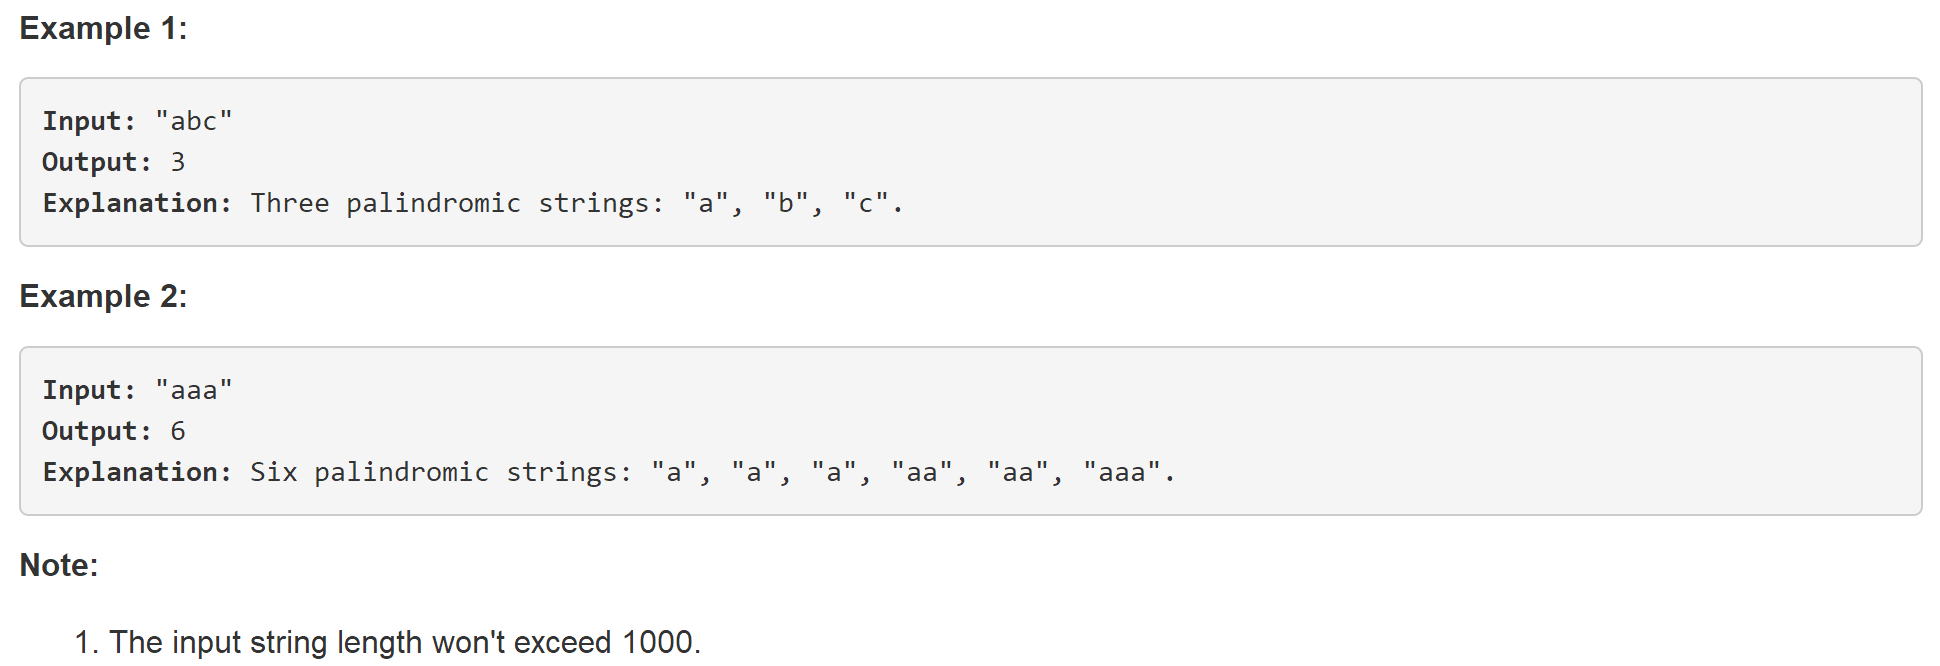 Example 1:
Input: "abc"
Output: 3
Explanation: Three palindromic strings: "a", "b", "c".
Example 2:
Input: "aaa"
Output: 6
Explanation: Six palindromic strings: "a", "a", "a", "aa", "aa", "aaa".
Note:
1. The input string length won't exceed 1000.